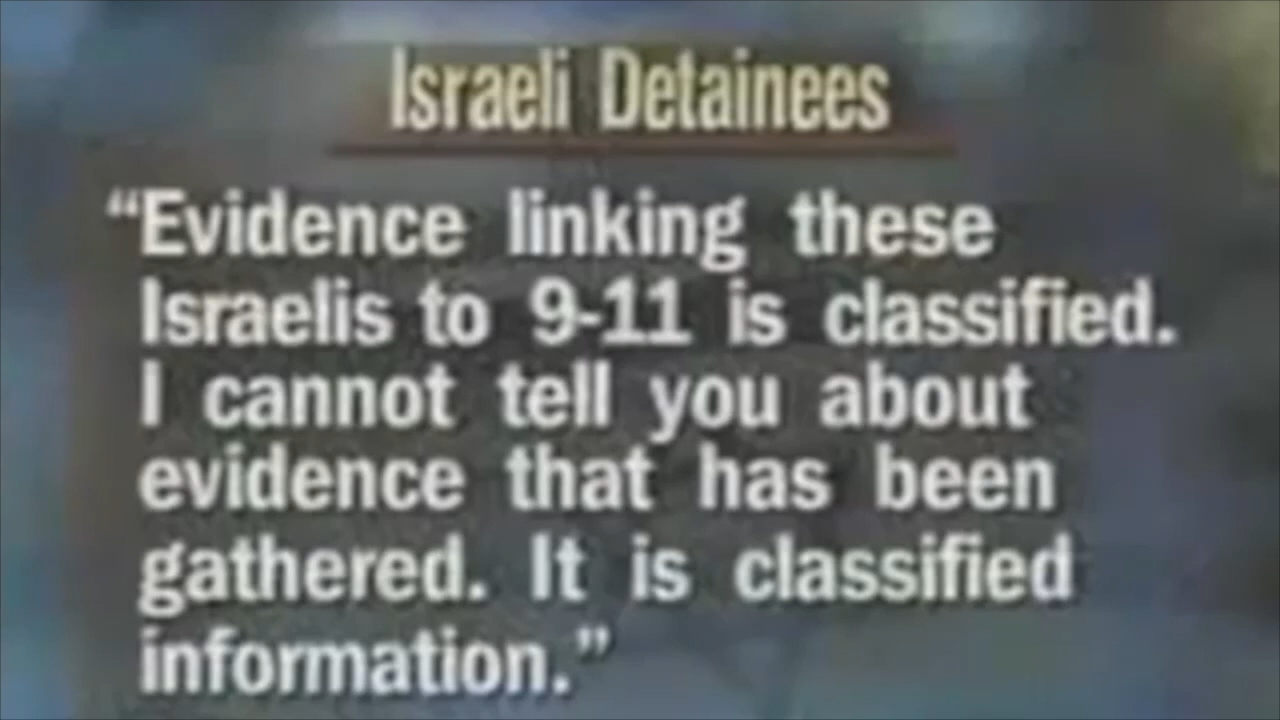 Israeli Detainees
“Evidence linking these
Israelis to 9-11 is classified.
I cannot tell you about
evidence that has been
gathered. It is classified
information.”